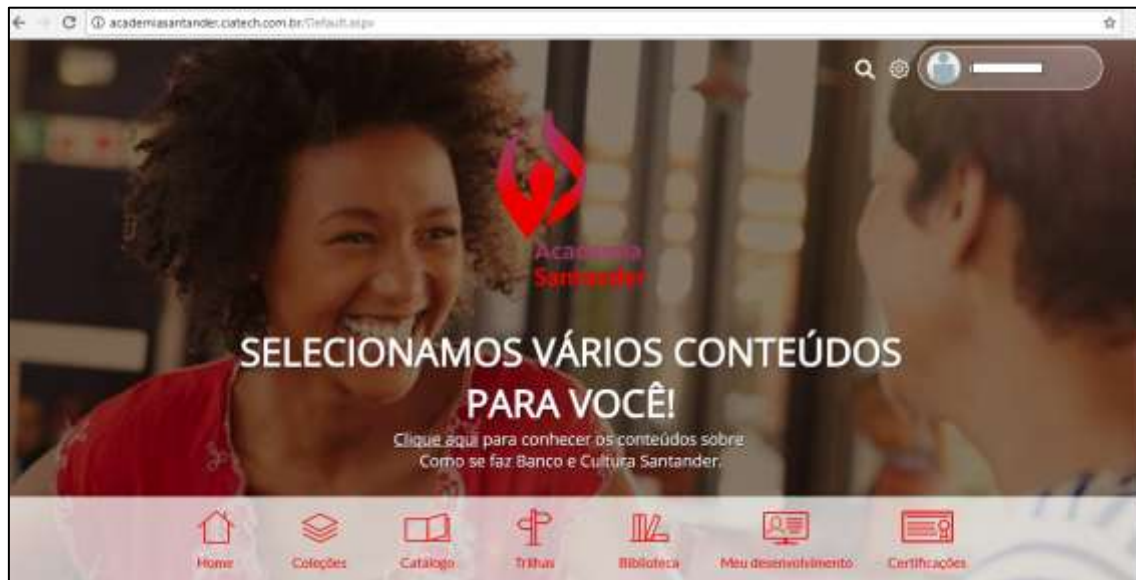 academiasantander.ciatech.com.br/Default.aspx
Academia
Santander
SELECIONAMOS VÁRIOS CONTEÚDOS
PARA VOCÊ!
Clique aqui para conhecer os conteúdos sobre
Como se faz Banco e Cultura Santander.
Home Coleções Catálogo Trilhas Biblioteca Meu desenvolvimento Certificações